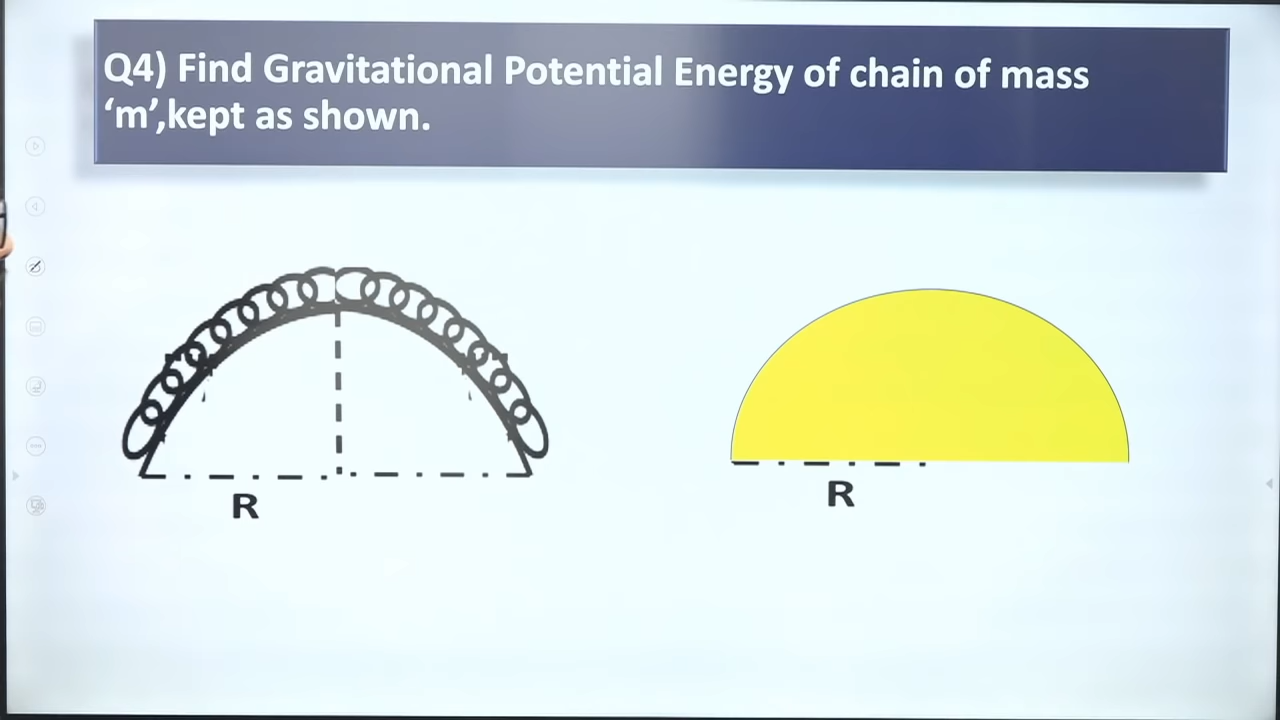 Q4) Find Gravitational Potential Energy of chain of mass
‘m’,kept as shown.
R
R